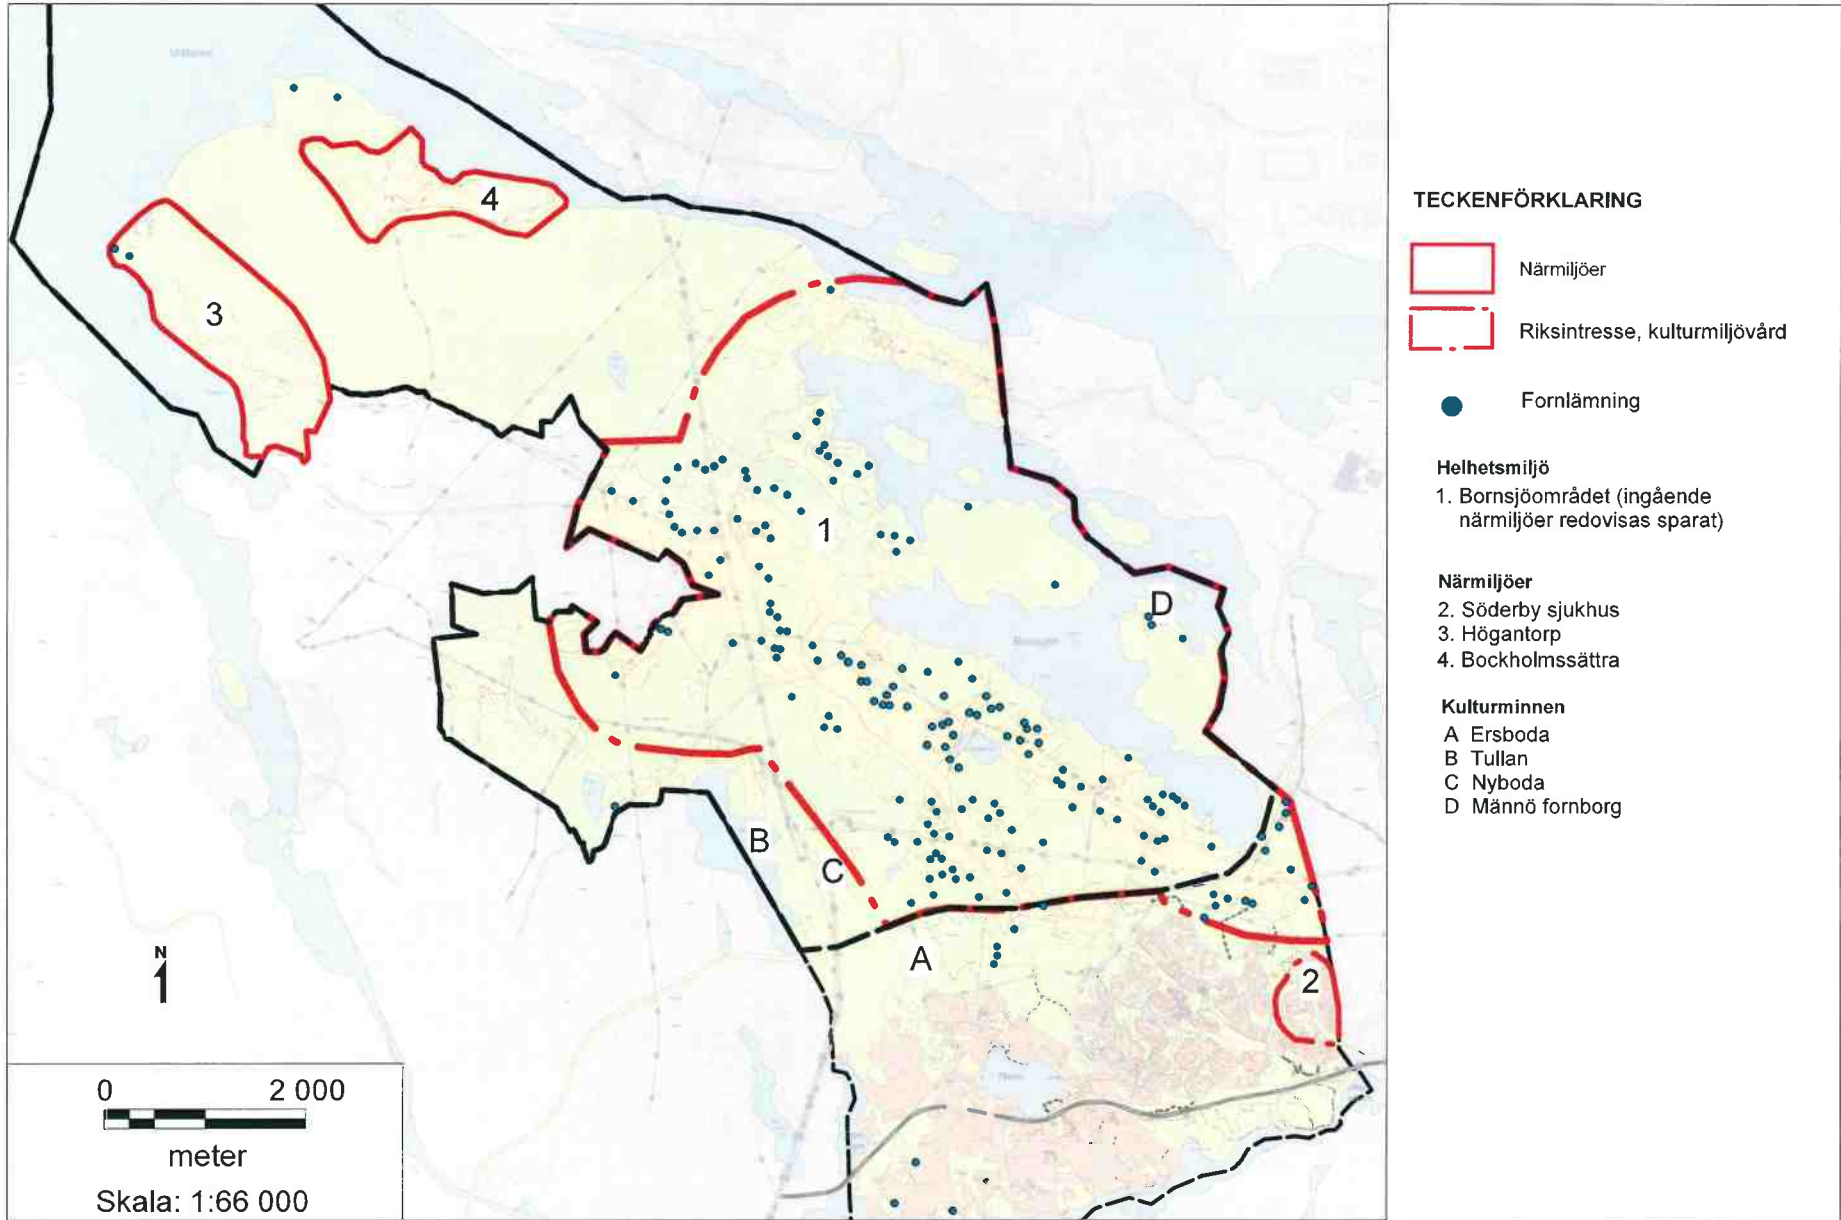 4
3
1
D
B
C
A
2
N
0 2 000
meter
Skala: 1:66 000
TECKENFÖRKLARING
Närmiljöer
Riksintresse, kulturmiljövård
Fornlämning
Helhetsmiljö
1. Bornsjöområdet (ingående
närmiljöer redovisas sparat)
Närmiljöer
2. Söderby sjukhus
3. Högantorp
4. Bockholmssättra
Kulturminnen
A Ersboda
B Tullan
C Nyboda
D Männö fornborg